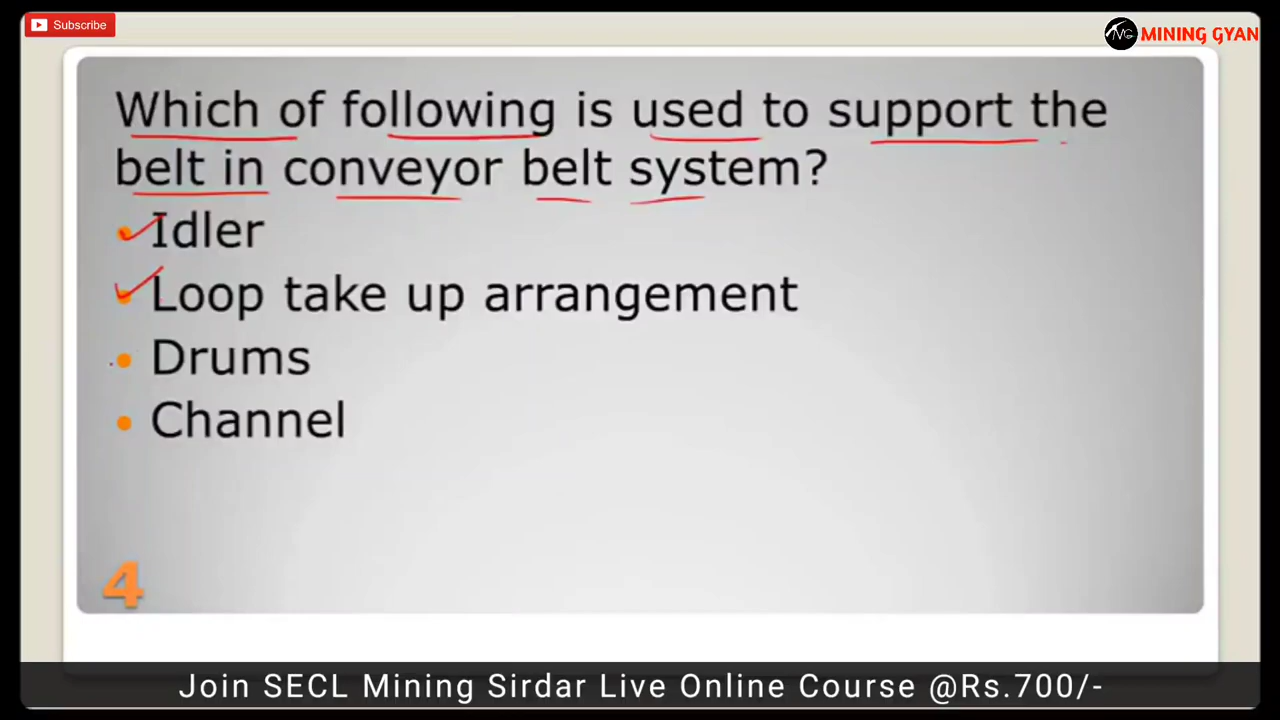 Subscribe
MINING GYAN
Which of following is used to support the
belt in conveyor belt system?
Idler
Loop take up arrangement
Drums
Channel
4
Join SECL Mining Sirdar Live Online Course @Rs.700/-